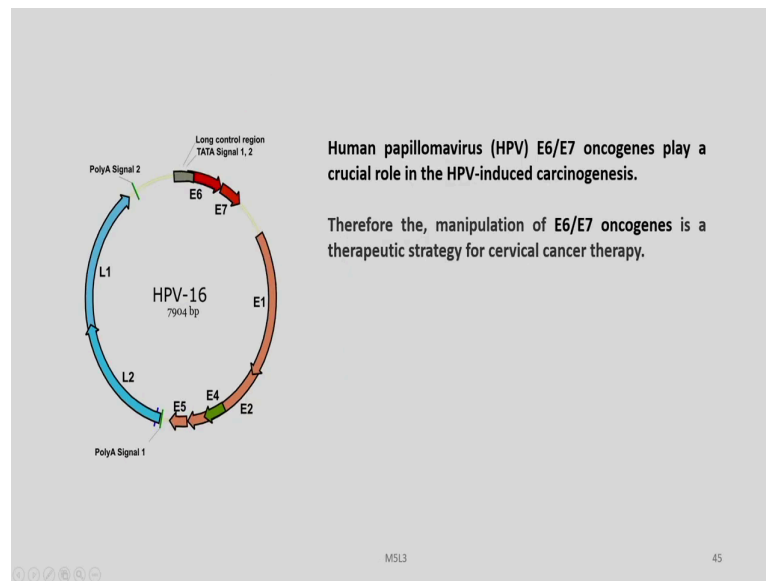 Long control region
TATA Signal 1, 2
PolyA Signal 2
E6
E7
L1
HPV-16
7904 bp
E1
L2
E4
E5
E2
PolyA Signal 1
Human papillomavirus (HPV) E6/E7 oncogenes play a
crucial role in the HPV-induced carcinogenesis.
Therefore the, manipulation of E6/E7 oncogenes is a
therapeutic strategy for cervical cancer therapy.
M5L3
45